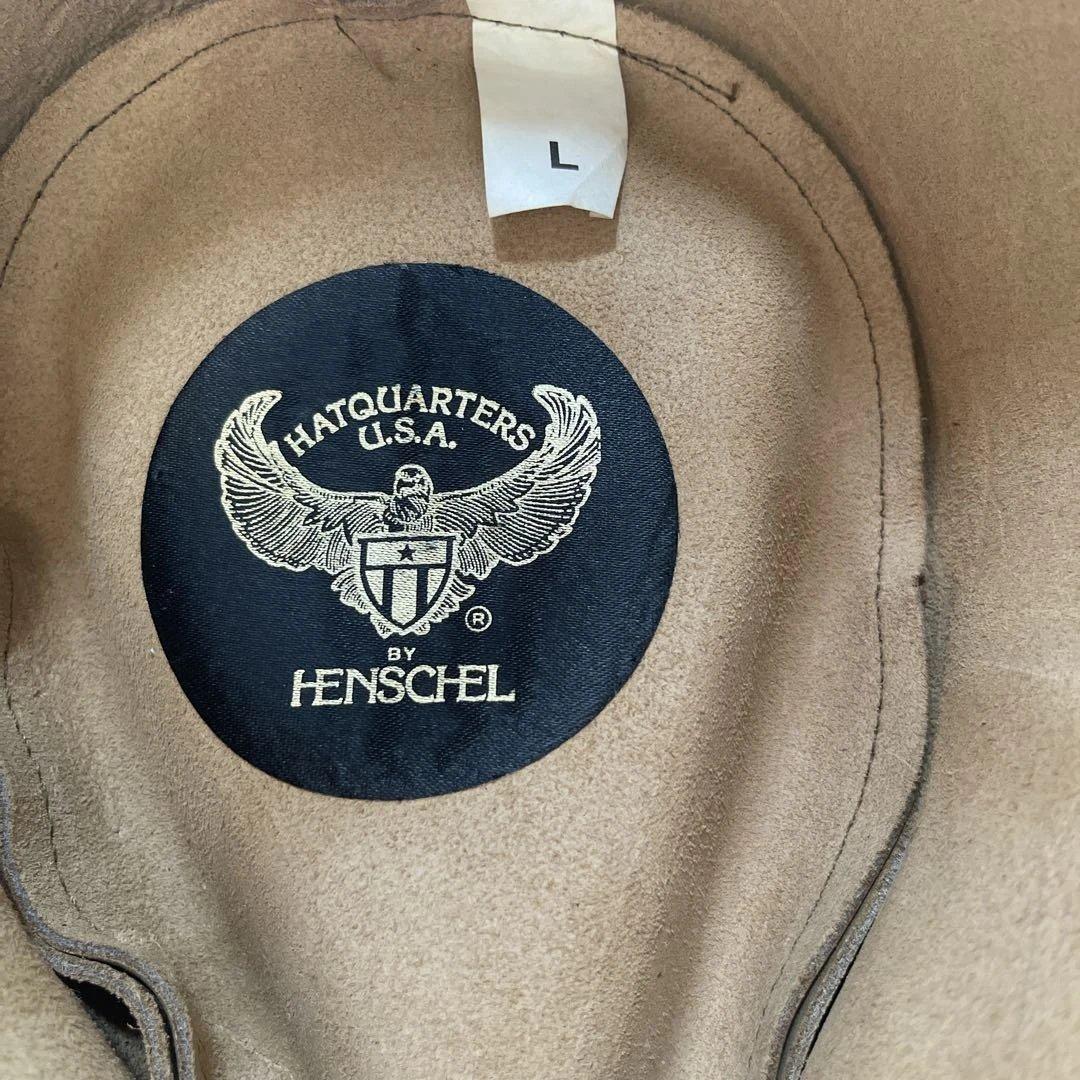 L
HATQUARTERS
U.S.A.
®
BY
HENSCHEL